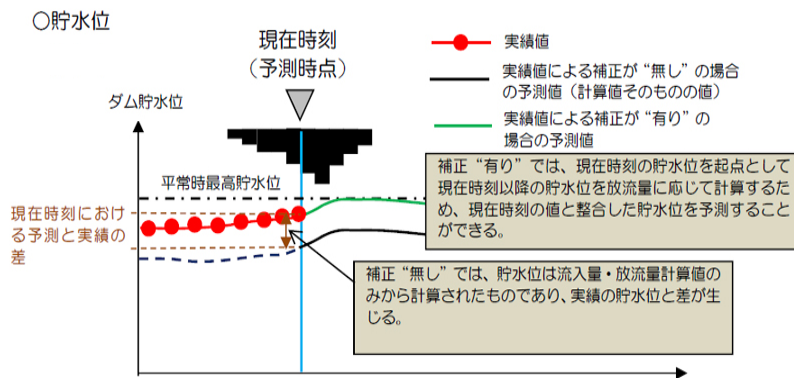 〇貯水位
現在時刻
（予測時点）
実績値
実績値による補正が“無し”の場合
の予測値（計算値そのものの値）
実績値による補正が“有り”の
場合の予測値
ダム貯水位
平常時最高貯水位
補正“有り”では、現在時刻の貯水位を起点として
現在時刻以降の貯水位を放流量に応じて計算するた
め、現在時刻の値と整合した貯水位を予測すること
ができる。
現在時刻におけ
る予測と実績の
差
補正“無し”では、貯水位は流入量・放流量計算値の
みから計算されたものであり、実績の貯水位と差が生
じる。